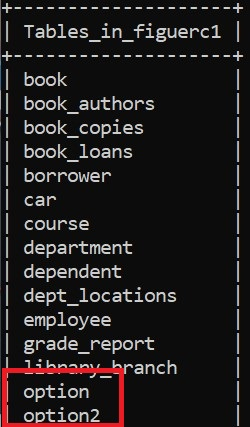 Tables_in_figuerc1
book
book_authors
book_copies
book_loans
borrower
car
course
department
dependent
dept_locations
employee
grade_report
library_branch
option
option2